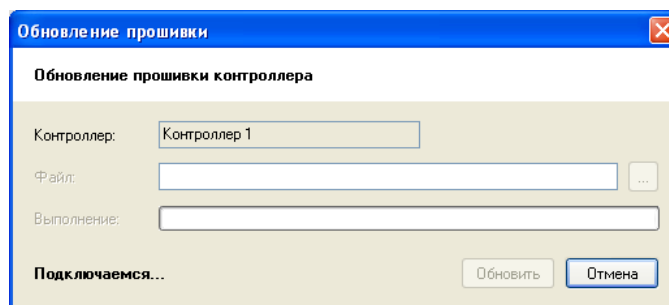 Обновление прошивки
Обновление прошивки контроллера
Контроллер: Контроллер 1
Файл: ...
Выполнение:
Подключаемся... Обновить Отмена